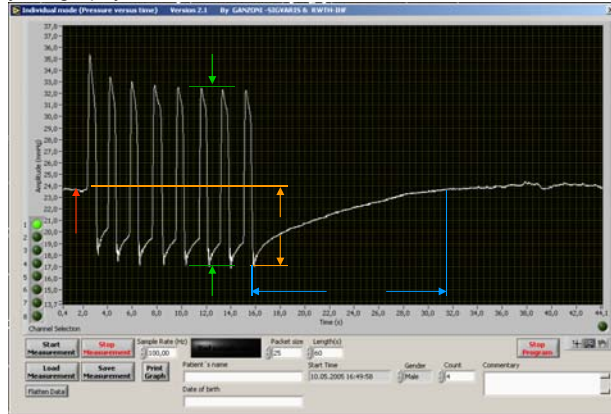 Individual mode (Pressure versus time) Version 2.1 By GANZONI -SIGVARIS & RWTH-IHF
37,0
36,0
35,0
34,0
33,0
32,0
31,0
30,0
29,0
28,0
27,0
26,0
25,0
24,0
23,0
22,0
21,0
20,0
19,0
18,0
17,0
16,0
15,0
13,7
Amplitude (mmHg)
1
2
3
4
5
6
7
8
0,4 2,0 4,0 6,0 8,0 10,0 12,0 14,0 16,0 18,0 20,0 22,0 24,0 26,0 28,0 30,0 32,0 34,0 36,0 38,0 40,0 42,0 44,1
Time (s)
Channel Selection
Start Measurement
Stop Measurement
Sample Rate (Hz)
100,00
Packet size
25
Length(s)
60
Stop Program
Load Measurement
Save Measurement
Print Graph
Patient ´s name
Start Time
10.05.2005 16:49:58
Gender
Male
Count
4
Commentary
Flatten Data
Date of birth